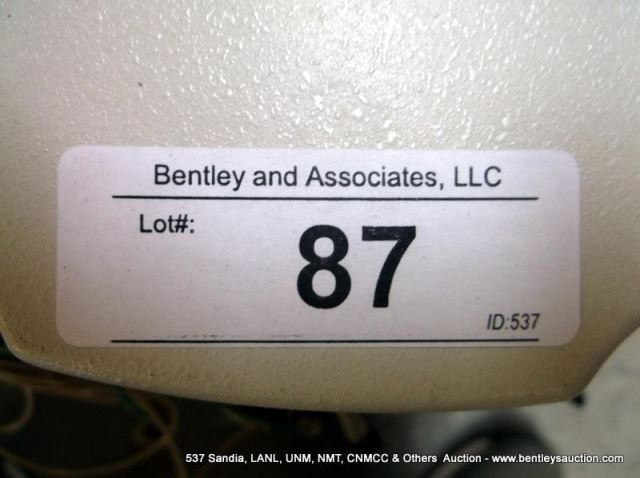 Bentley and Associates, LLC
Lot#:
87
ID:537
537 Sandia, LANL, UNM, NMT, CNMCC & Others Auction - www.bentleysauction.com